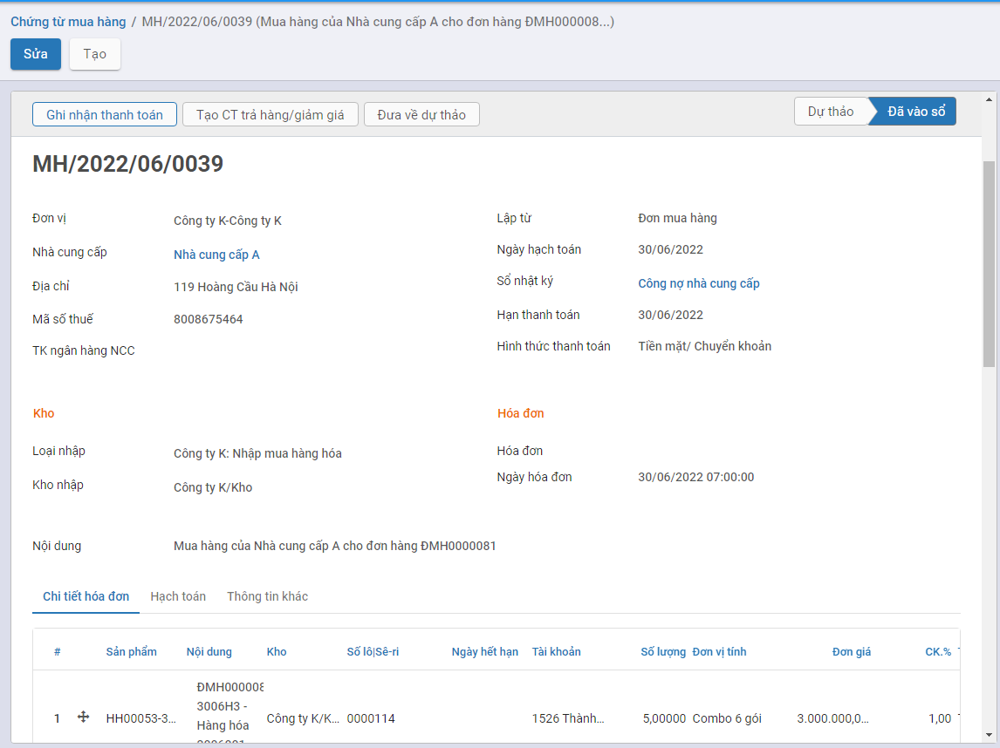 Chứng từ mua hàng / MH/2022/06/0039 (Mua hàng của Nhà cung cấp A cho đơn hàng ĐMH000008...)
Sửa Tạo
Ghi nhận thanh toán Tạo CT trả hàng/giảm giá Đưa về dự thảo Dự thảo Đã vào sổ
MH/2022/06/0039
Đơn vị Công ty K-Công ty K Lập từ Đơn mua hàng
Nhà cung cấp Nhà cung cấp A Ngày hạch toán 30/06/2022
Địa chỉ 119 Hoàng Cầu Hà Nội Sổ nhật ký Công nợ nhà cung cấp
Mã số thuế 8008675464 Hạn thanh toán 30/06/2022
TK ngân hàng NCC Hình thức thanh toán Tiền mặt/ Chuyển khoản
Kho Hóa đơn
Loại nhập Công ty K: Nhập mua hàng hóa Hóa đơn
Kho nhập Công ty K/Kho Ngày hóa đơn 30/06/2022 07:00:00
Nội dung Mua hàng của Nhà cung cấp A cho đơn hàng ĐMH0000081
Chi tiết hóa đơn Hạch toán Thông tin khác
# Sản phẩm Nội dung Kho Số lô|Sê-ri Ngày hết hạn Tài khoản Số lượng Đơn vị tính Đơn giá CK.%
ĐMH000008
3006H3 -
1 HH00053-3... Hàng hóa Công ty K/K... 0000114 1526 Thành... 5,00000 Combo 6 gói 3.000.000,0... 1,00